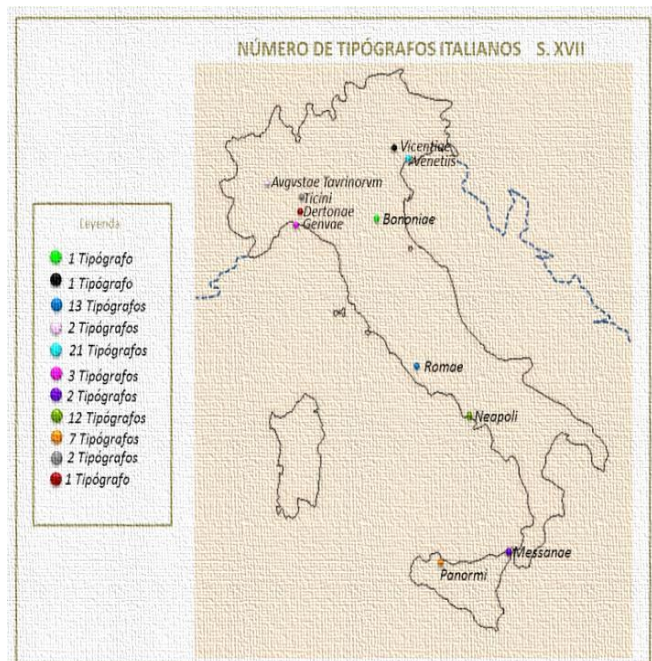 NÚMERO DE TIPÓGRAFOS ITALIANOS S. XVII
Vicentiae
Venetiis
Avgvstae Tavrinorvm
Ticini
Dertonae
Genvae
Bononiae
Leyenda
1 Tipógrafo
1 Tipógrafo
13 Tipógrafos
2 Tipógrafos
21 Tipógrafos
3 Tipógrafos
2 Tipógrafos
12 Tipógrafos
7 Tipógrafos
2 Tipógrafos
1 Tipógrafo
Romae
Neapoli
Messanae
Panormi